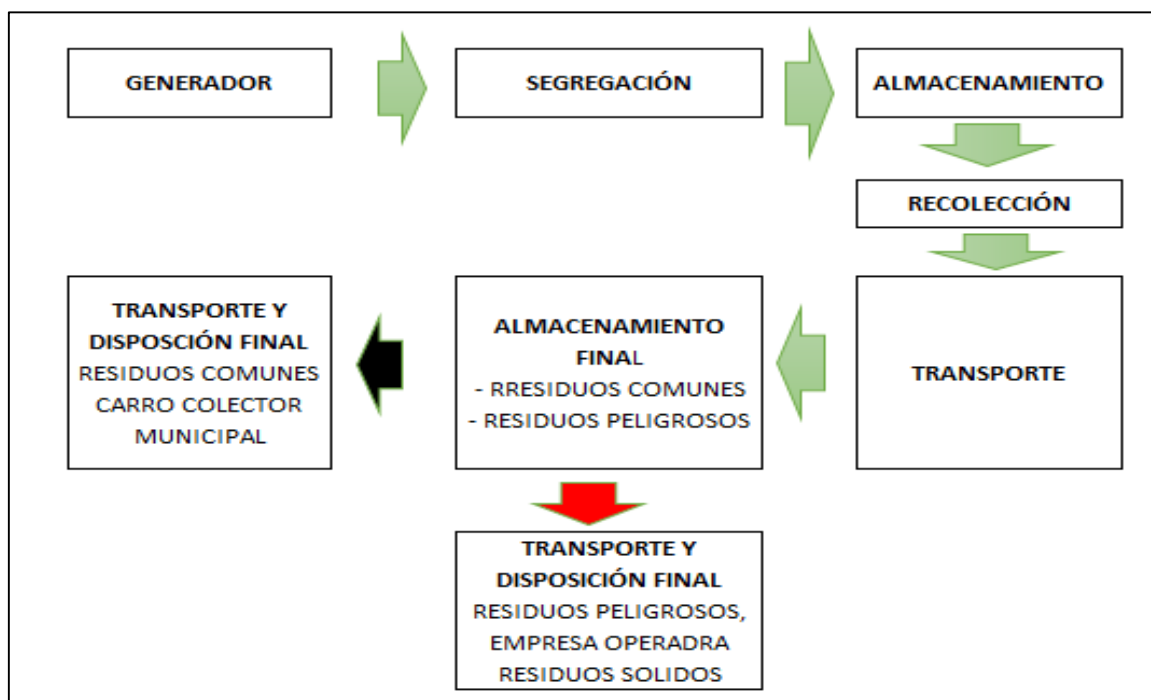 GENERADOR
SEGREGACIÓN
ALMACENAMIENTO
RECOLECCIÓN
TRANSPORTE
ALMACENAMIENTO
FINAL
- RRESIDUOS COMUNES
- RESIDUOS PELIGROSOS
TRANSPORTE Y
DISPOSCIÓN FINAL
RESIDUOS COMUNES
CARRO COLECTOR
MUNICIPAL
TRANSPORTE Y
DISPOSICIÓN FINAL
RESIDUOS PELIGROSOS,
EMPRESA OPERADRA
RESIDUOS SOLIDOS